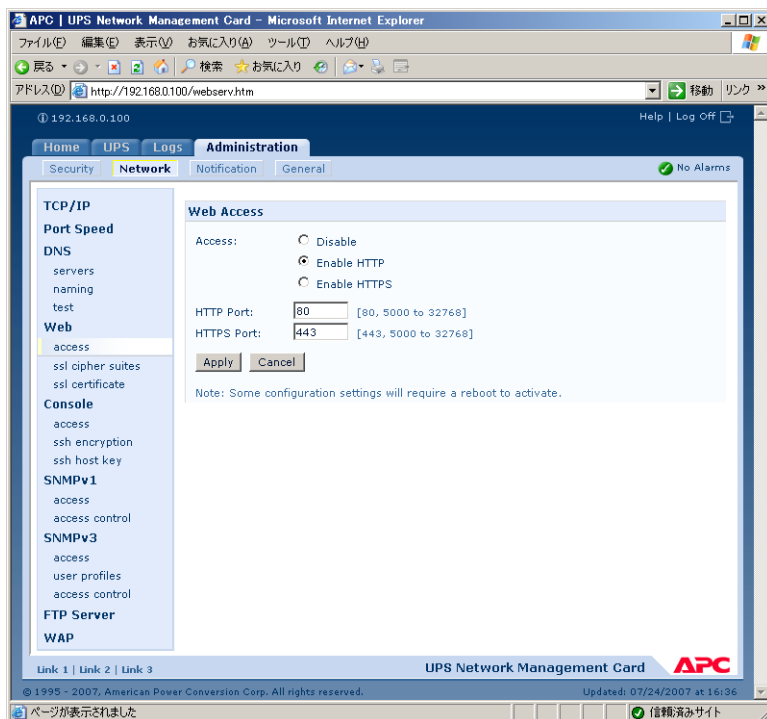 APC | UPS Network Management Card - Microsoft Internet Explorer
ファイル(F) 編集(E) 表示(V) お気に入り(A) ツール(T) ヘルプ(H)
戻る 検索 お気に入り
アドレス(D) http://192.168.0.100/webserv.htm 移動 リンク »
192.168.0.100 Help | Log Off
Home UPS Logs Administration
Security Network Notification General No Alarms
TCP/IP
Port Speed
DNS
servers
naming
test
Web
access
ssl cipher suites
ssl certificate
Console
access
ssh encryption
ssh host key
SNMPv1
access
access control
SNMPv3
access
user profiles
access control
FTP Server
WAP
Web Access
Access: Disable
Enable HTTP
Enable HTTPS
HTTP Port: 80 [80, 5000 to 32768]
HTTPS Port: 443 [443, 5000 to 32768]
Apply Cancel
Note: Some configuration settings will require a reboot to activate.
Link 1 | Link 2 | Link 3 UPS Network Management Card APC
© 1995 - 2007, American Power Conversion Corp. All rights reserved. Updated: 07/24/2007 at 16:36
ページが表示されました 信頼済みサイト